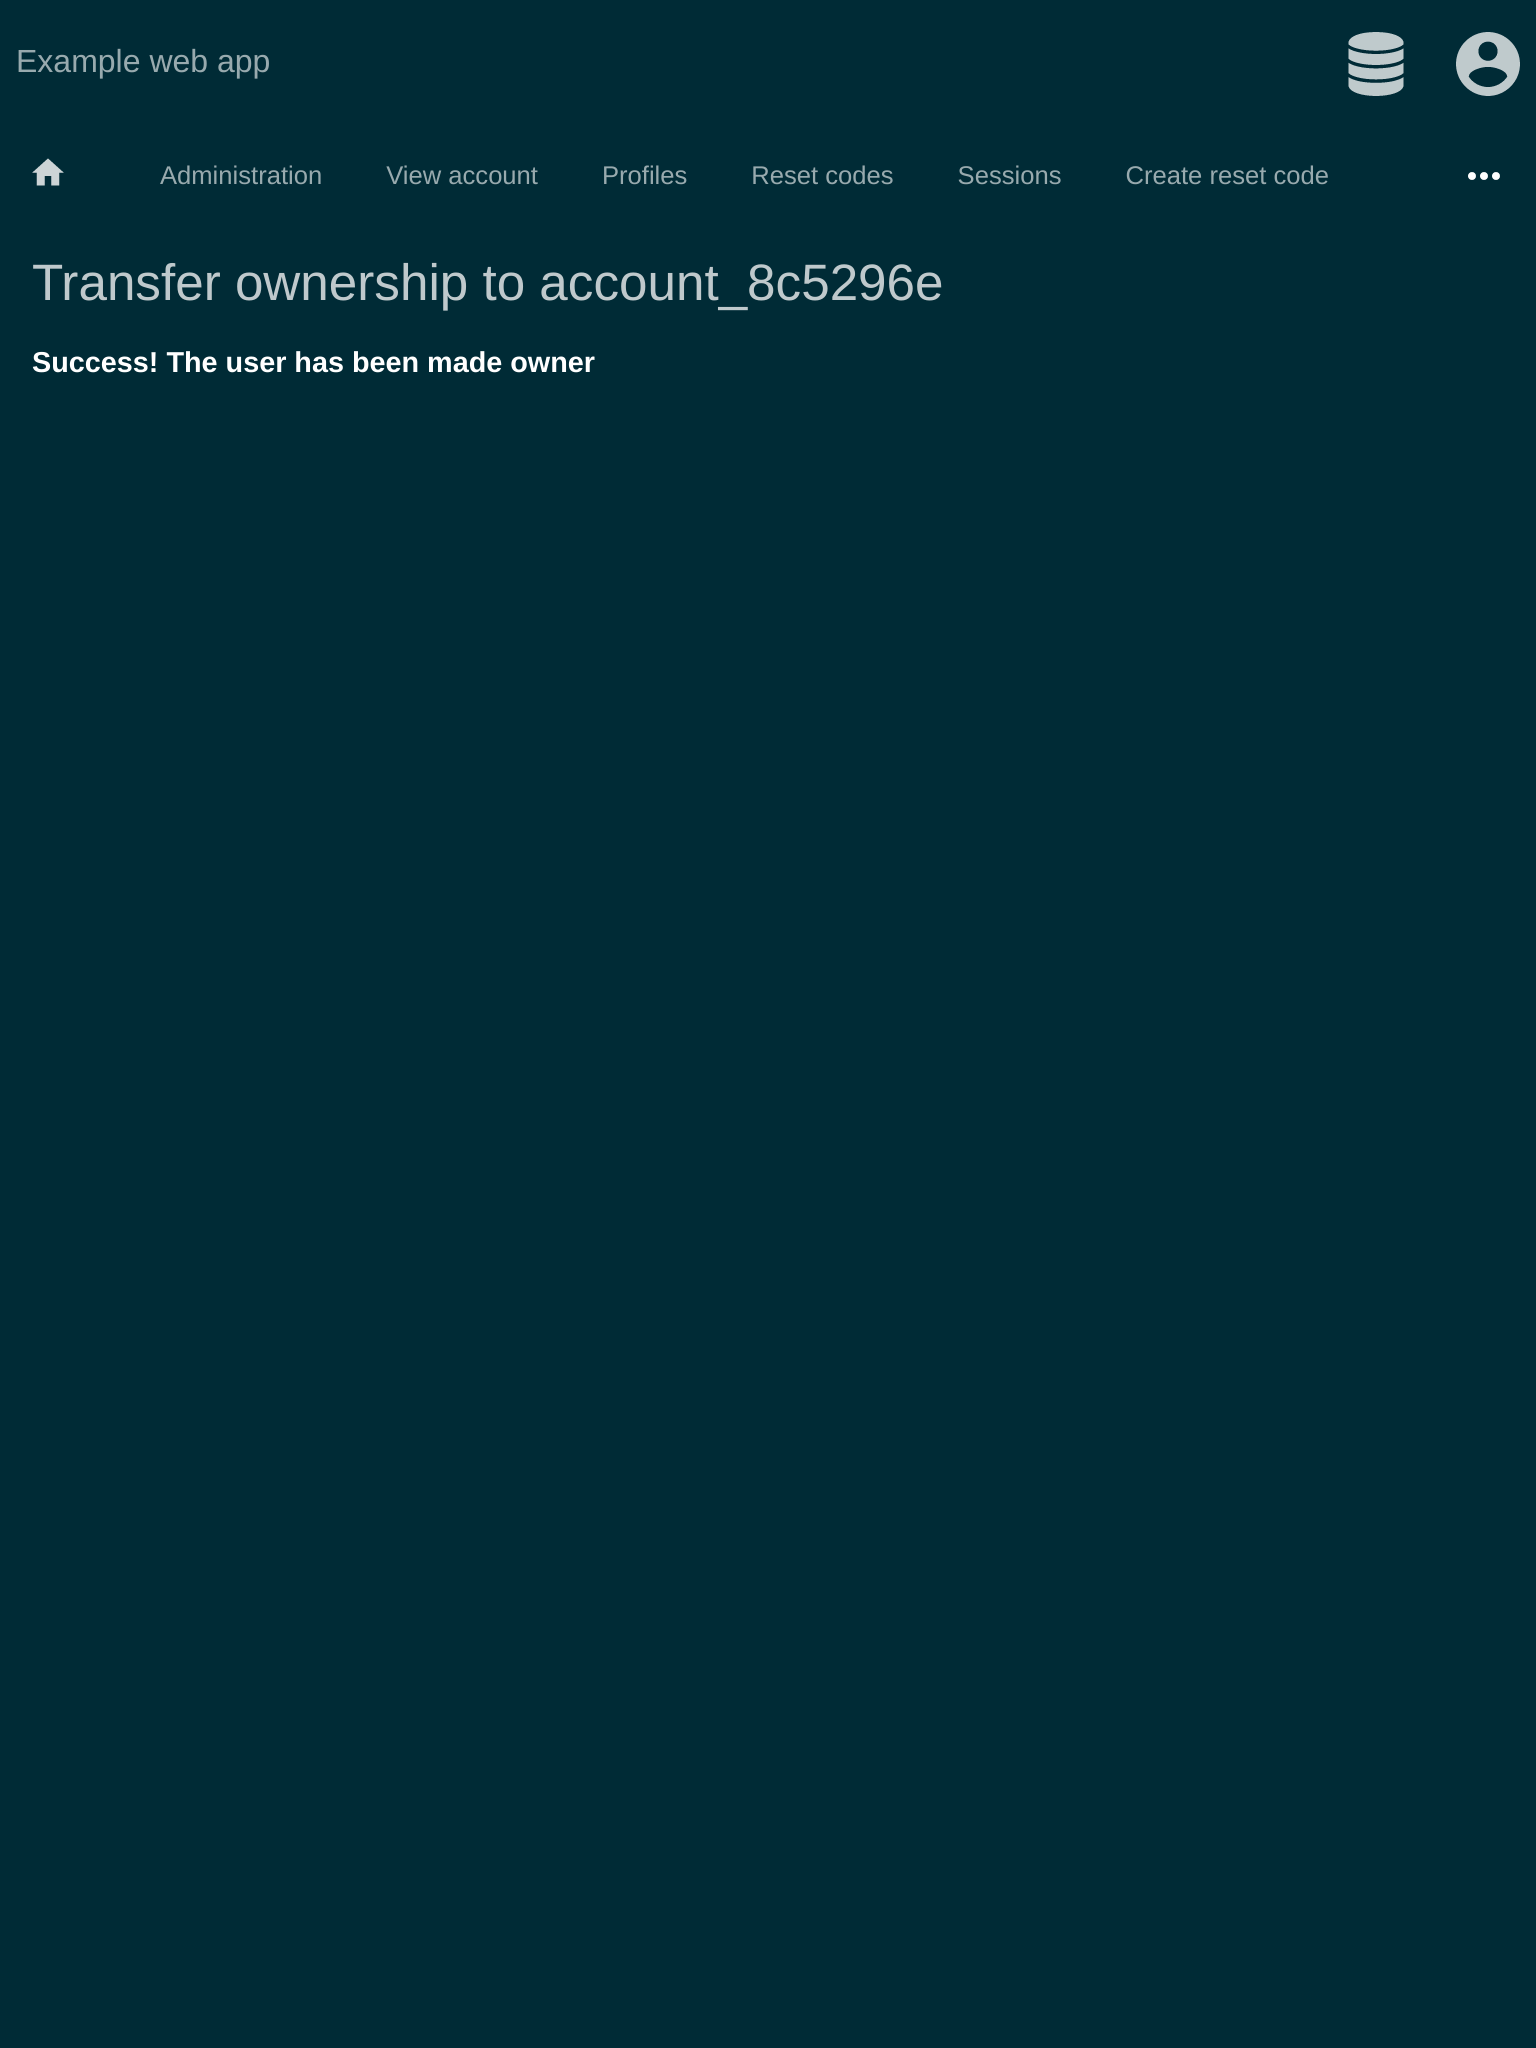 Example web app
Administration View account Profiles Reset codes Sessions Create reset code
Transfer ownership to account_8c5296e
Success! The user has been made owner